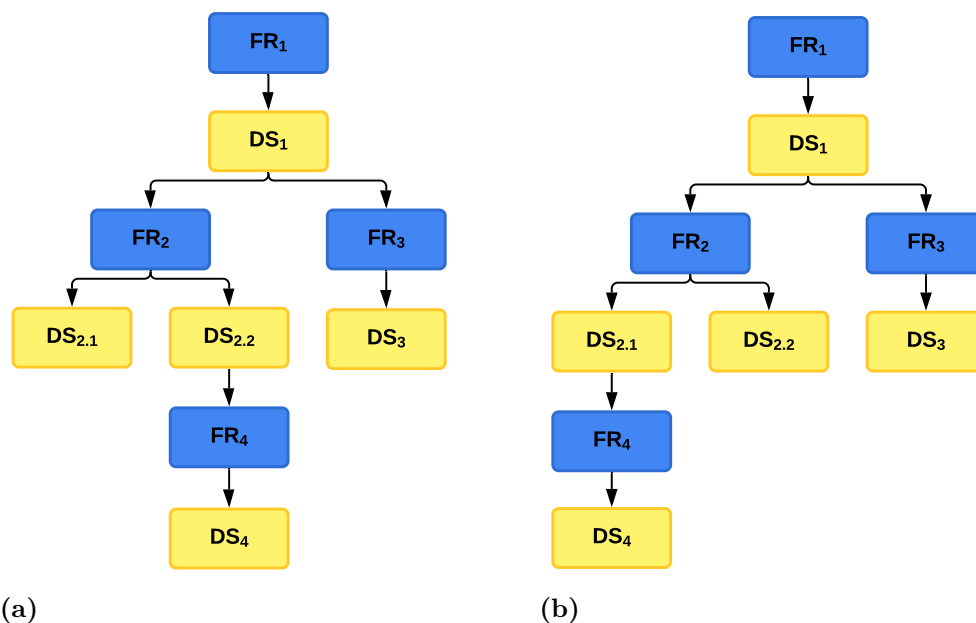 FR₁
DS₁
FR₂ FR₃
DS₂.₁ DS₂.₂ DS₃
FR₄
DS₄
(a)
FR₁
DS₁
FR₂ FR₃
DS₂.₁ DS₂.₂ DS₃
FR₄
DS₄
(b)